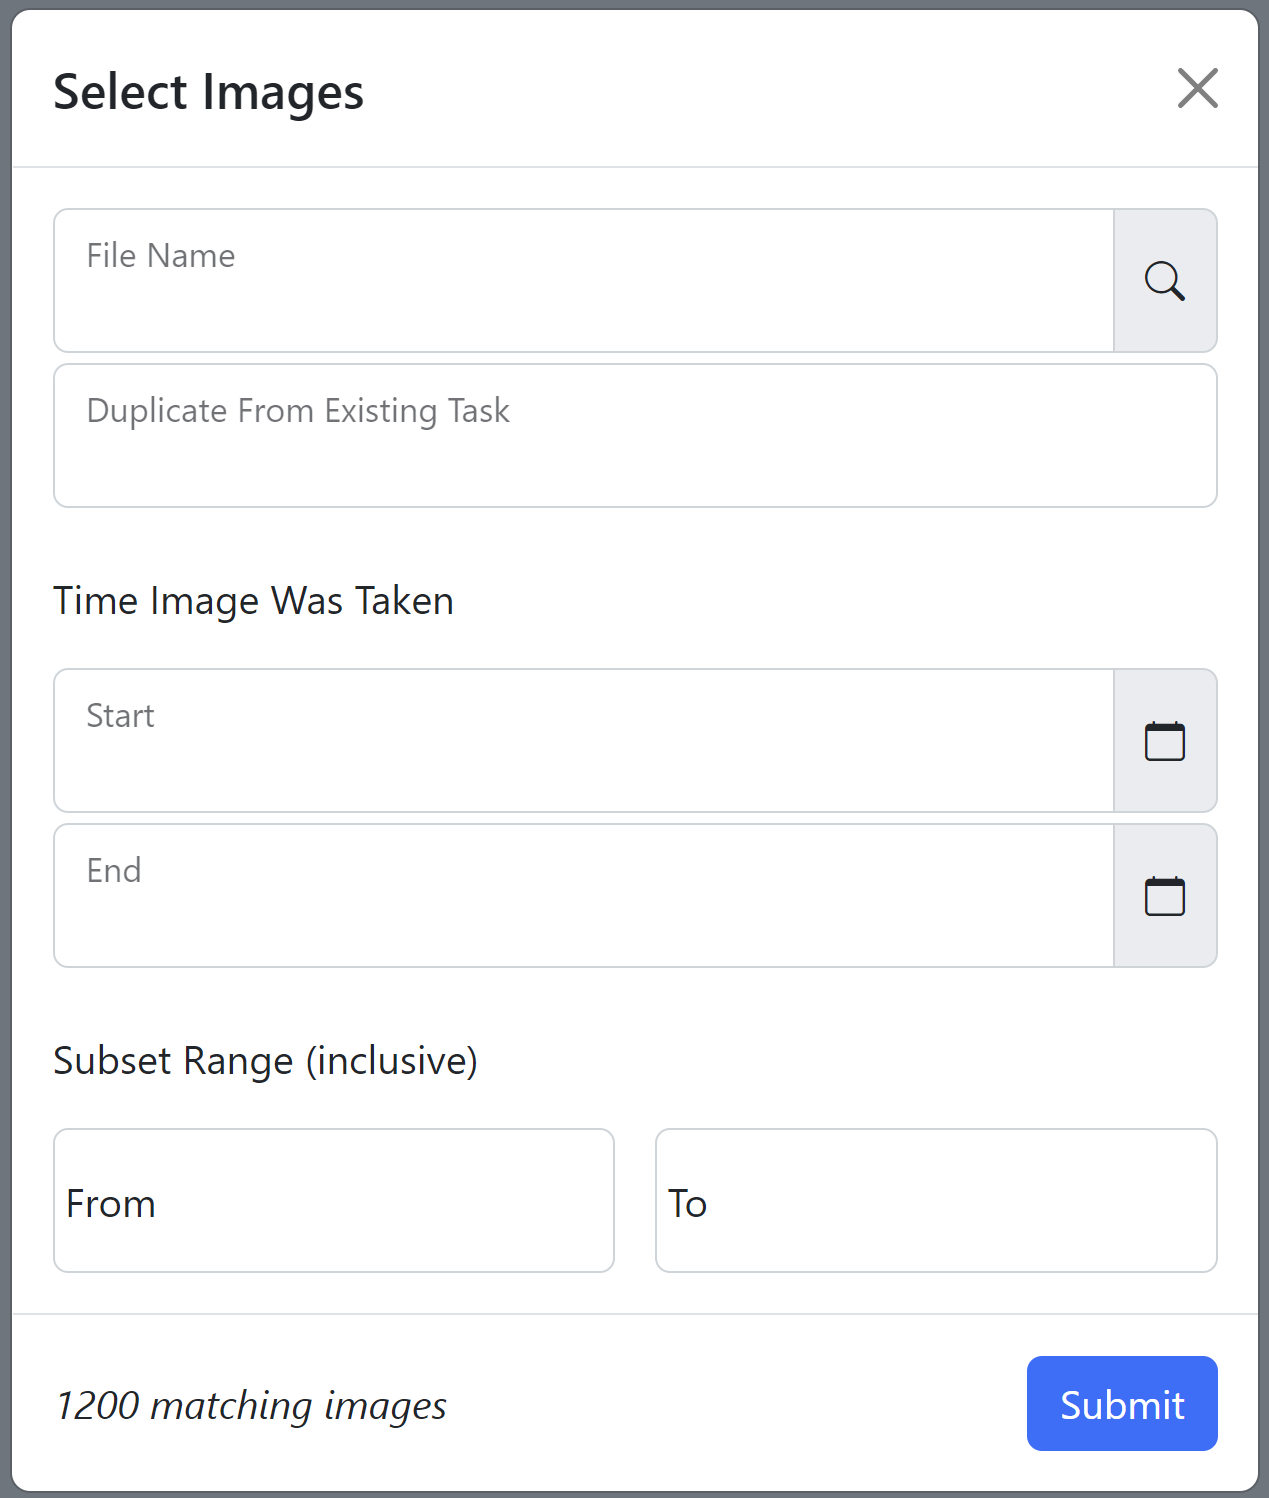 Select Images
File Name
Duplicate From Existing Task
Time Image Was Taken
Start
End
Subset Range (inclusive)
From
To
1200 matching images
Submit